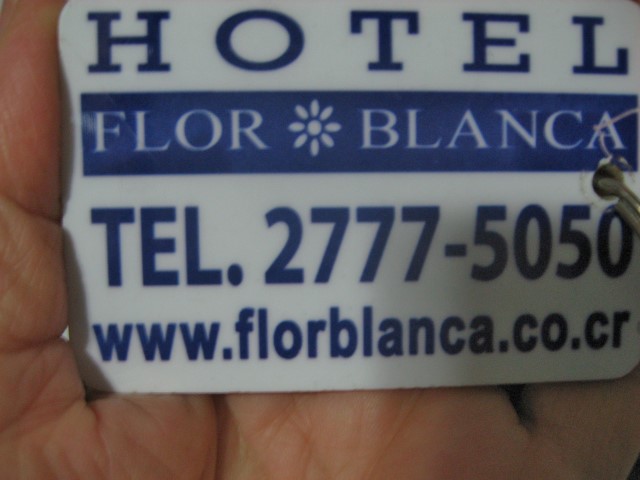 HOTEL
FLOR BLANCA
TEL. 2777-5050
www.florblanca.co.cr